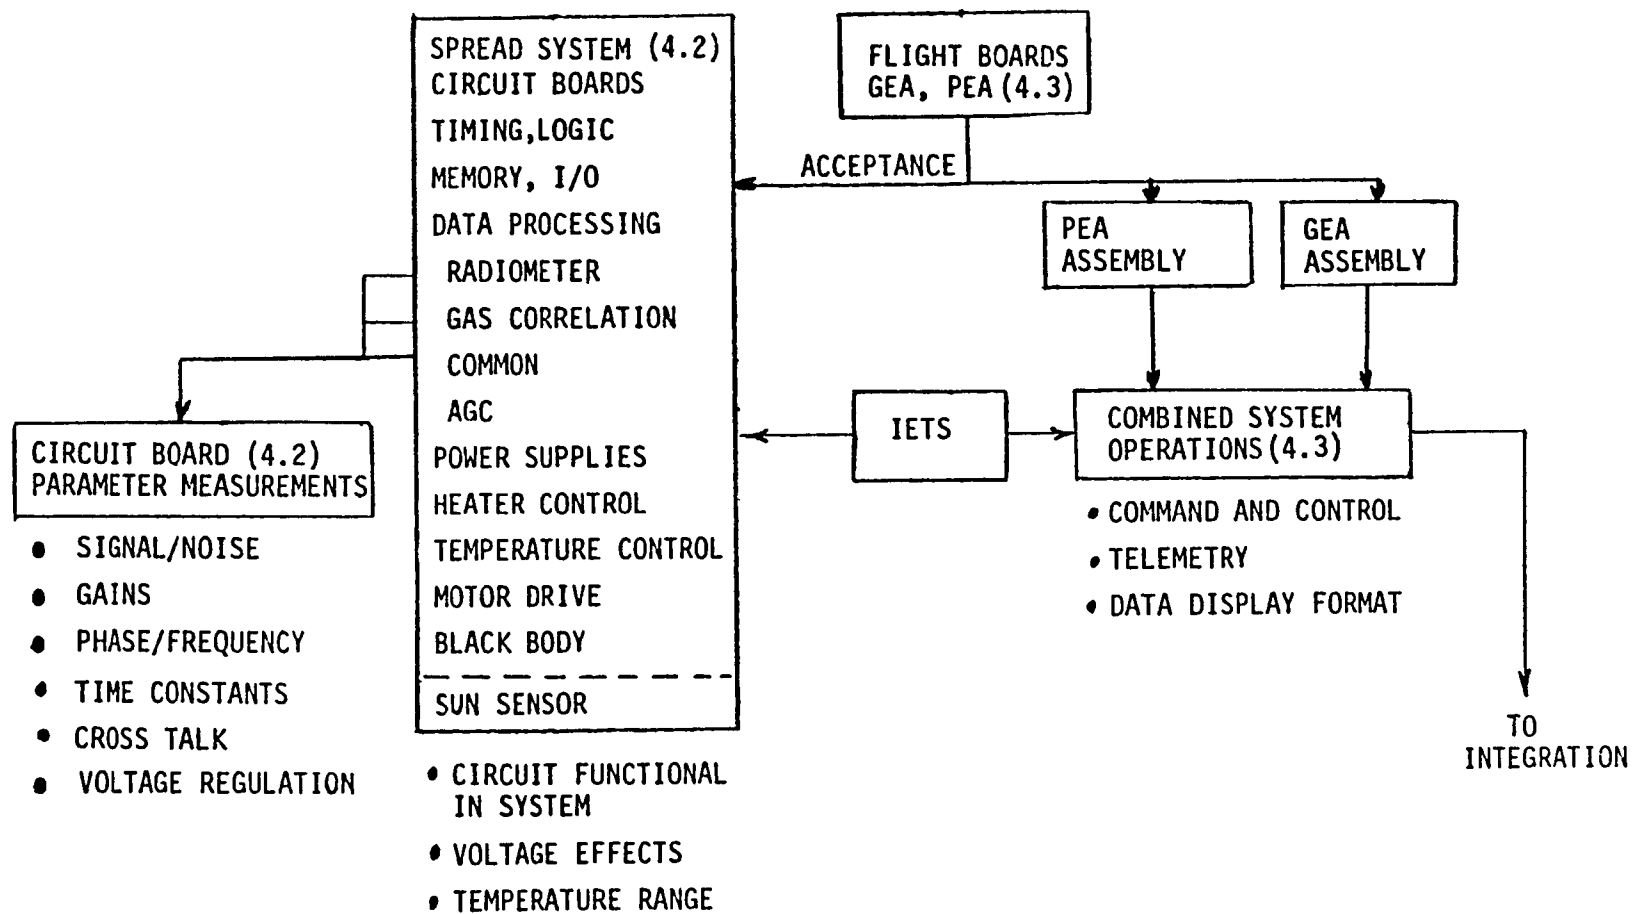 SPREAD SYSTEM (4.2)
CIRCUIT BOARDS
TIMING,LOGIC
MEMORY, I/O
DATA PROCESSING
RADIOMETER
GAS CORRELATION
COMMON
AGC
POWER SUPPLIES
HEATER CONTROL
TEMPERATURE CONTROL
MOTOR DRIVE
BLACK BODY
SUN SENSOR
• CIRCUIT FUNCTIONAL
IN SYSTEM
• VOLTAGE EFFECTS
• TEMPERATURE RANGE
FLIGHT BOARDS
GEA, PEA (4.3)
ACCEPTANCE
PEA
ASSEMBLY
GEA
ASSEMBLY
IETS
COMBINED SYSTEM
OPERATIONS (4.3)
• COMMAND AND CONTROL
• TELEMETRY
• DATA DISPLAY FORMAT
TO
INTEGRATION
CIRCUIT BOARD (4.2)
PARAMETER MEASUREMENTS
• SIGNAL/NOISE
• GAINS
• PHASE/FREQUENCY
• TIME CONSTANTS
• CROSS TALK
• VOLTAGE REGULATION